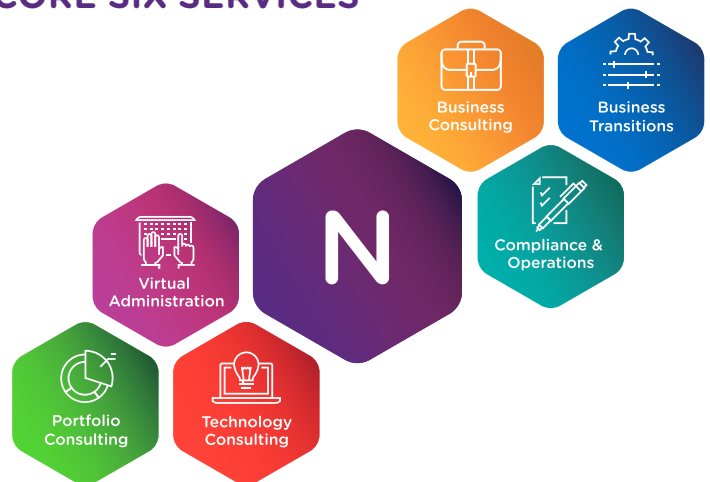 CORE SIX SERVICES
Business
Consulting
Business
Transitions
N
Compliance &
Operations
Virtual
Administration
Portfolio
Consulting
Technology
Consulting